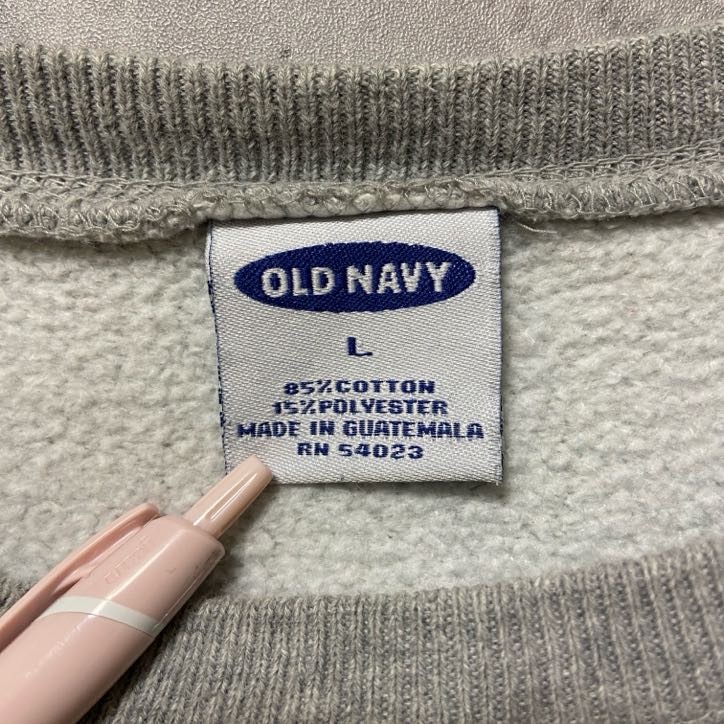 OLD NAVY
L
85%COTTON
15%POLYESTER
MADE IN GUATEMALA
RN 54023